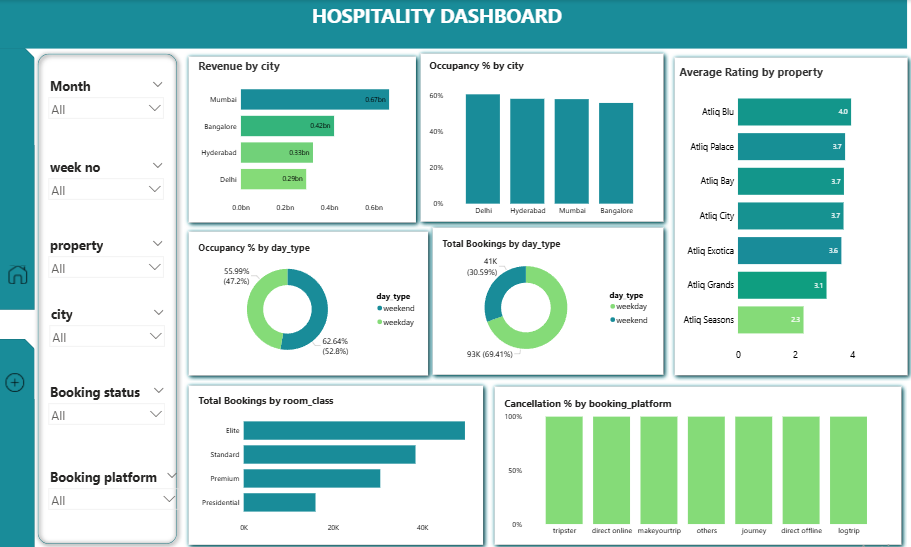 HOSPITALITY DASHBOARD
Month
All
week no
All
property
All
city
All
Booking status
All
Booking platform
All
Revenue by city
Mumbai 0.67bn
Bangalore 0.42bn
Hyderabad 0.33bn
Delhi 0.29bn
0.0bn 0.2bn 0.4bn 0.6bn
Occupancy % by city
60%
40%
20%
0%
Delhi Hyderabad Mumbai Bangalore
Average Rating by property
Atliq Blu 4.0
Atliq Palace 3.7
Atliq Bay 3.7
Atliq City 3.7
Atliq Exotica 3.6
Atliq Grands 3.1
Atliq Seasons 2.3
0 2 4
Occupancy % by day_type
55.99%
(47.2%)
62.64%
(52.8%)
day_type
weekend
weekday
Total Bookings by day_type
41K
(30.59%)
93K (69.41%)
day_type
weekday
weekend
Total Bookings by room_class
Elite
Standard
Premium
Presidential
0K 20K 40K
Cancellation % by booking_platform
100%
50%
0%
tripster direct online makeyourtrip others journey direct offline logtrip